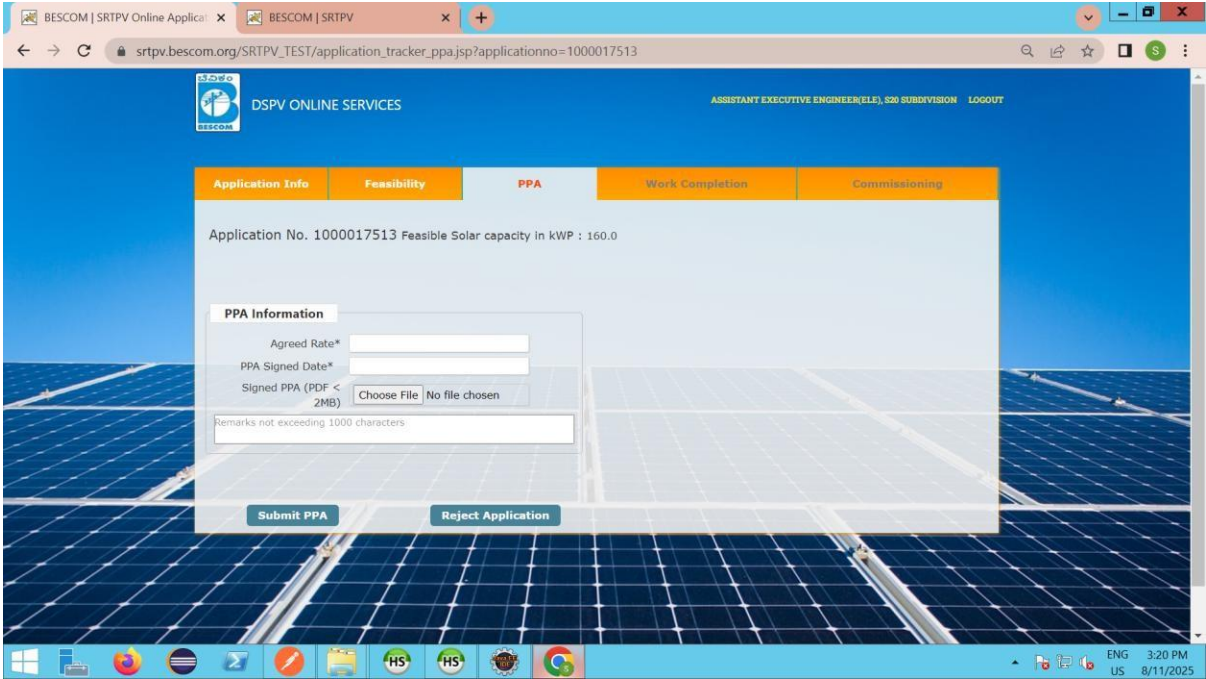 BESCOM | SRTPV Online Applicat
BESCOM | SRTPV
srtpv.bescom.org/SRTPV_TEST/application_tracker_ppa.jsp?applicationno=1000017513
S
ಬೆವಿಕಂ
BESCOM
DSPV ONLINE SERVICES
ASSISTANT EXECUTIVE ENGINEER(ELE), S20 SUBDIVISION LOGOUT
Application Info Feasibility PPA Work Completion Commissioning
Application No. 1000017513 Feasible Solar capacity in kWP : 160.0
PPA Information
Agreed Rate*
PPA Signed Date*
Signed PPA (PDF <
2MB)
Choose File No file chosen
Remarks not exceeding 1000 characters
Submit PPA Reject Application
HS HS
ENG 3:20 PM
US 8/11/2025